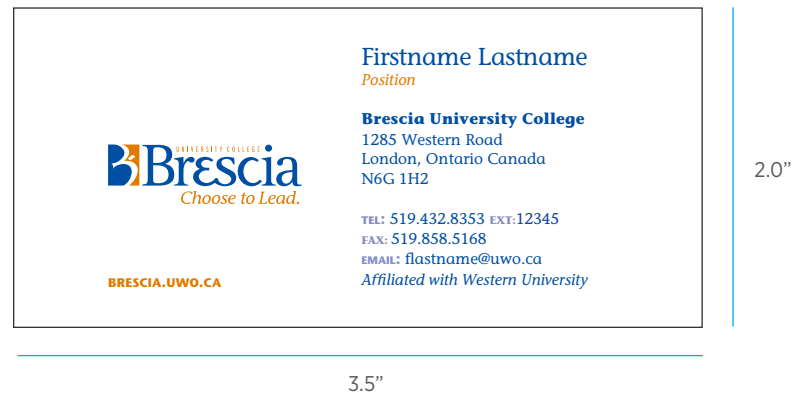 UNIVERSITY COLLEGE
Brescia
Choose to Lead.
BRESCIA.UWO.CA
Firstname Lastname
Position
Brescia University College
1285 Western Road
London, Ontario Canada
N6G 1H2
TEL: 519.432.8353 EXT:12345
FAX: 519.858.5168
EMAIL: flastname@uwo.ca
Affiliated with Western University
2.0”
3.5”